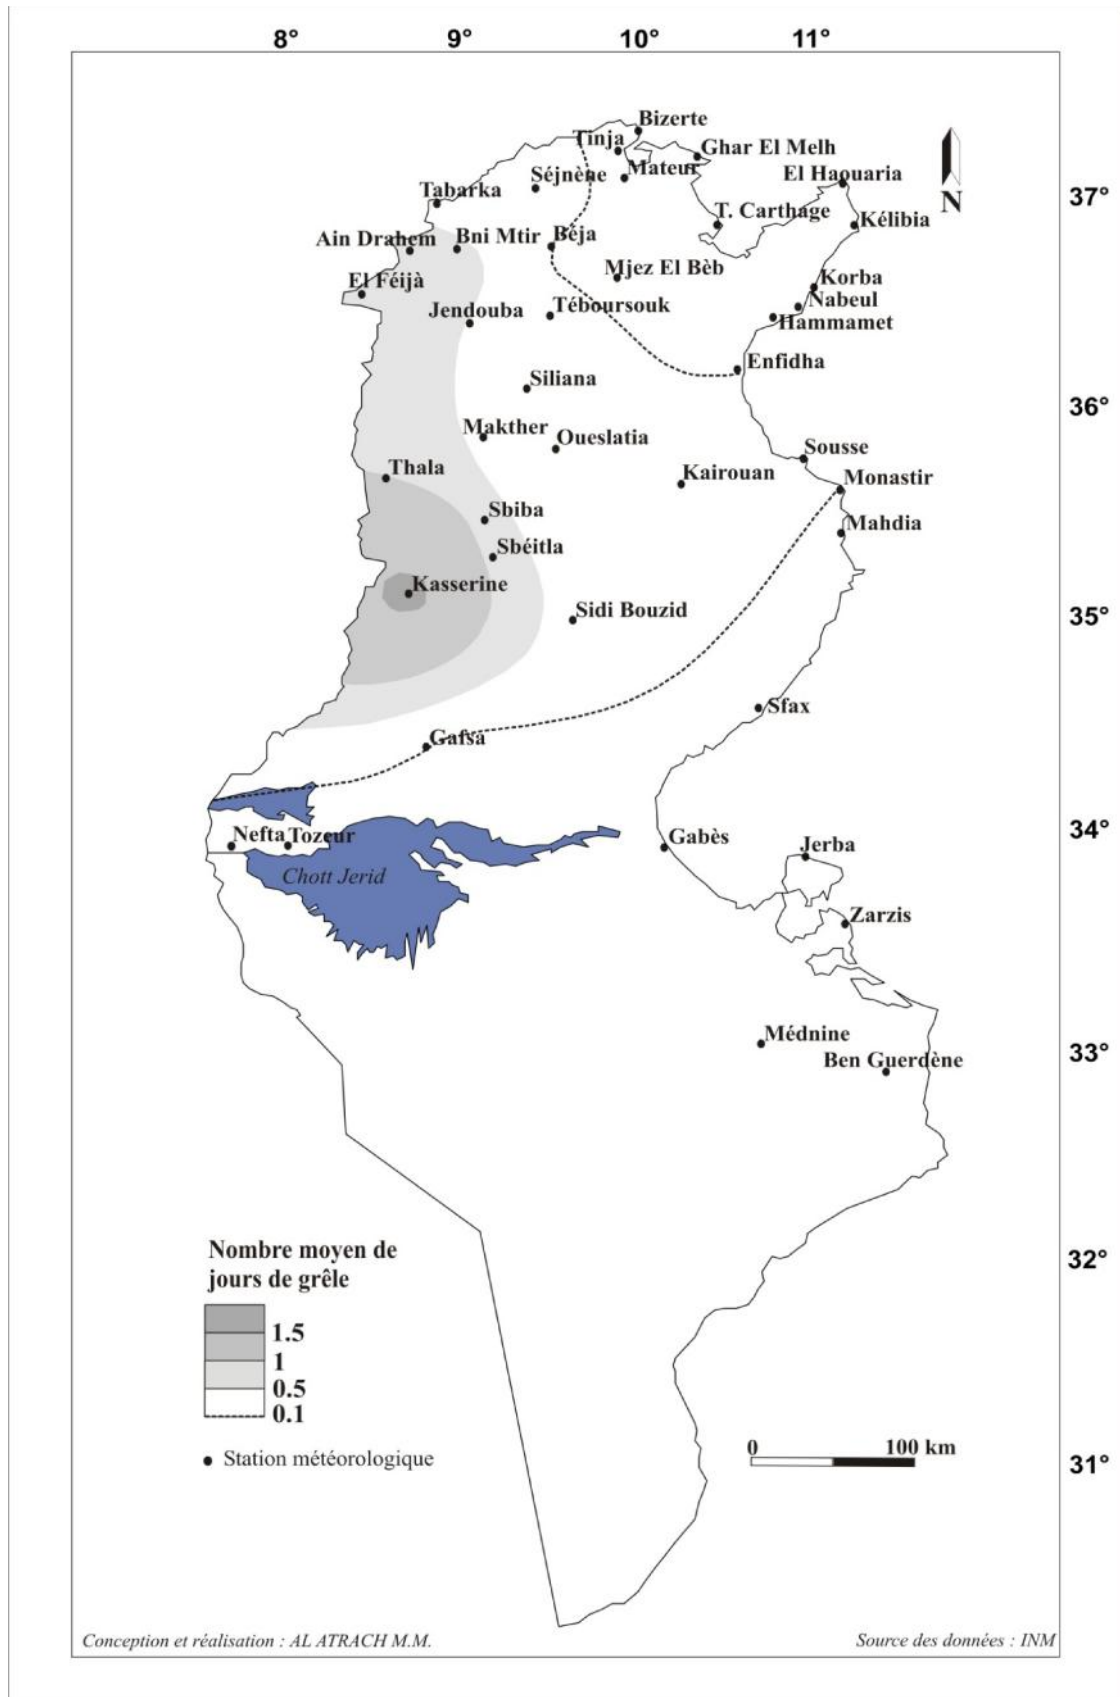 8° 9° 10° 11°
Bizerte
Tinja
Ghar El Melh
Mateur
El Haouaria
Séjnène
Tabarka
37°
N
T. Carthage
Kélibia
Ain Drahem
Bni Mtir
Béja
Mjez El Bèb
El Féijà
Korba
Nabeul
Jendouba
Téboursouk
Hammamet
Enfidha
Siliana
36°
Makther
Oueslatia
Sousse
Thala
Kairouan
Monastir
Sbiba
Mahdia
Sbéitla
Kasserine
Sidi Bouzid
35°
Sfax
Gafsa
34°
Nefta
Tozeur
Gabès
Jerba
Chott Jerid
Zarzis
Médnine
33°
Ben Guerdène
32°
Nombre moyen de
jours de grêle
1.5
1
0.5
0.1
Station météorologique
0 100 km
31°
Conception et réalisation : AL ATRACH M.M.
Source des données : INM